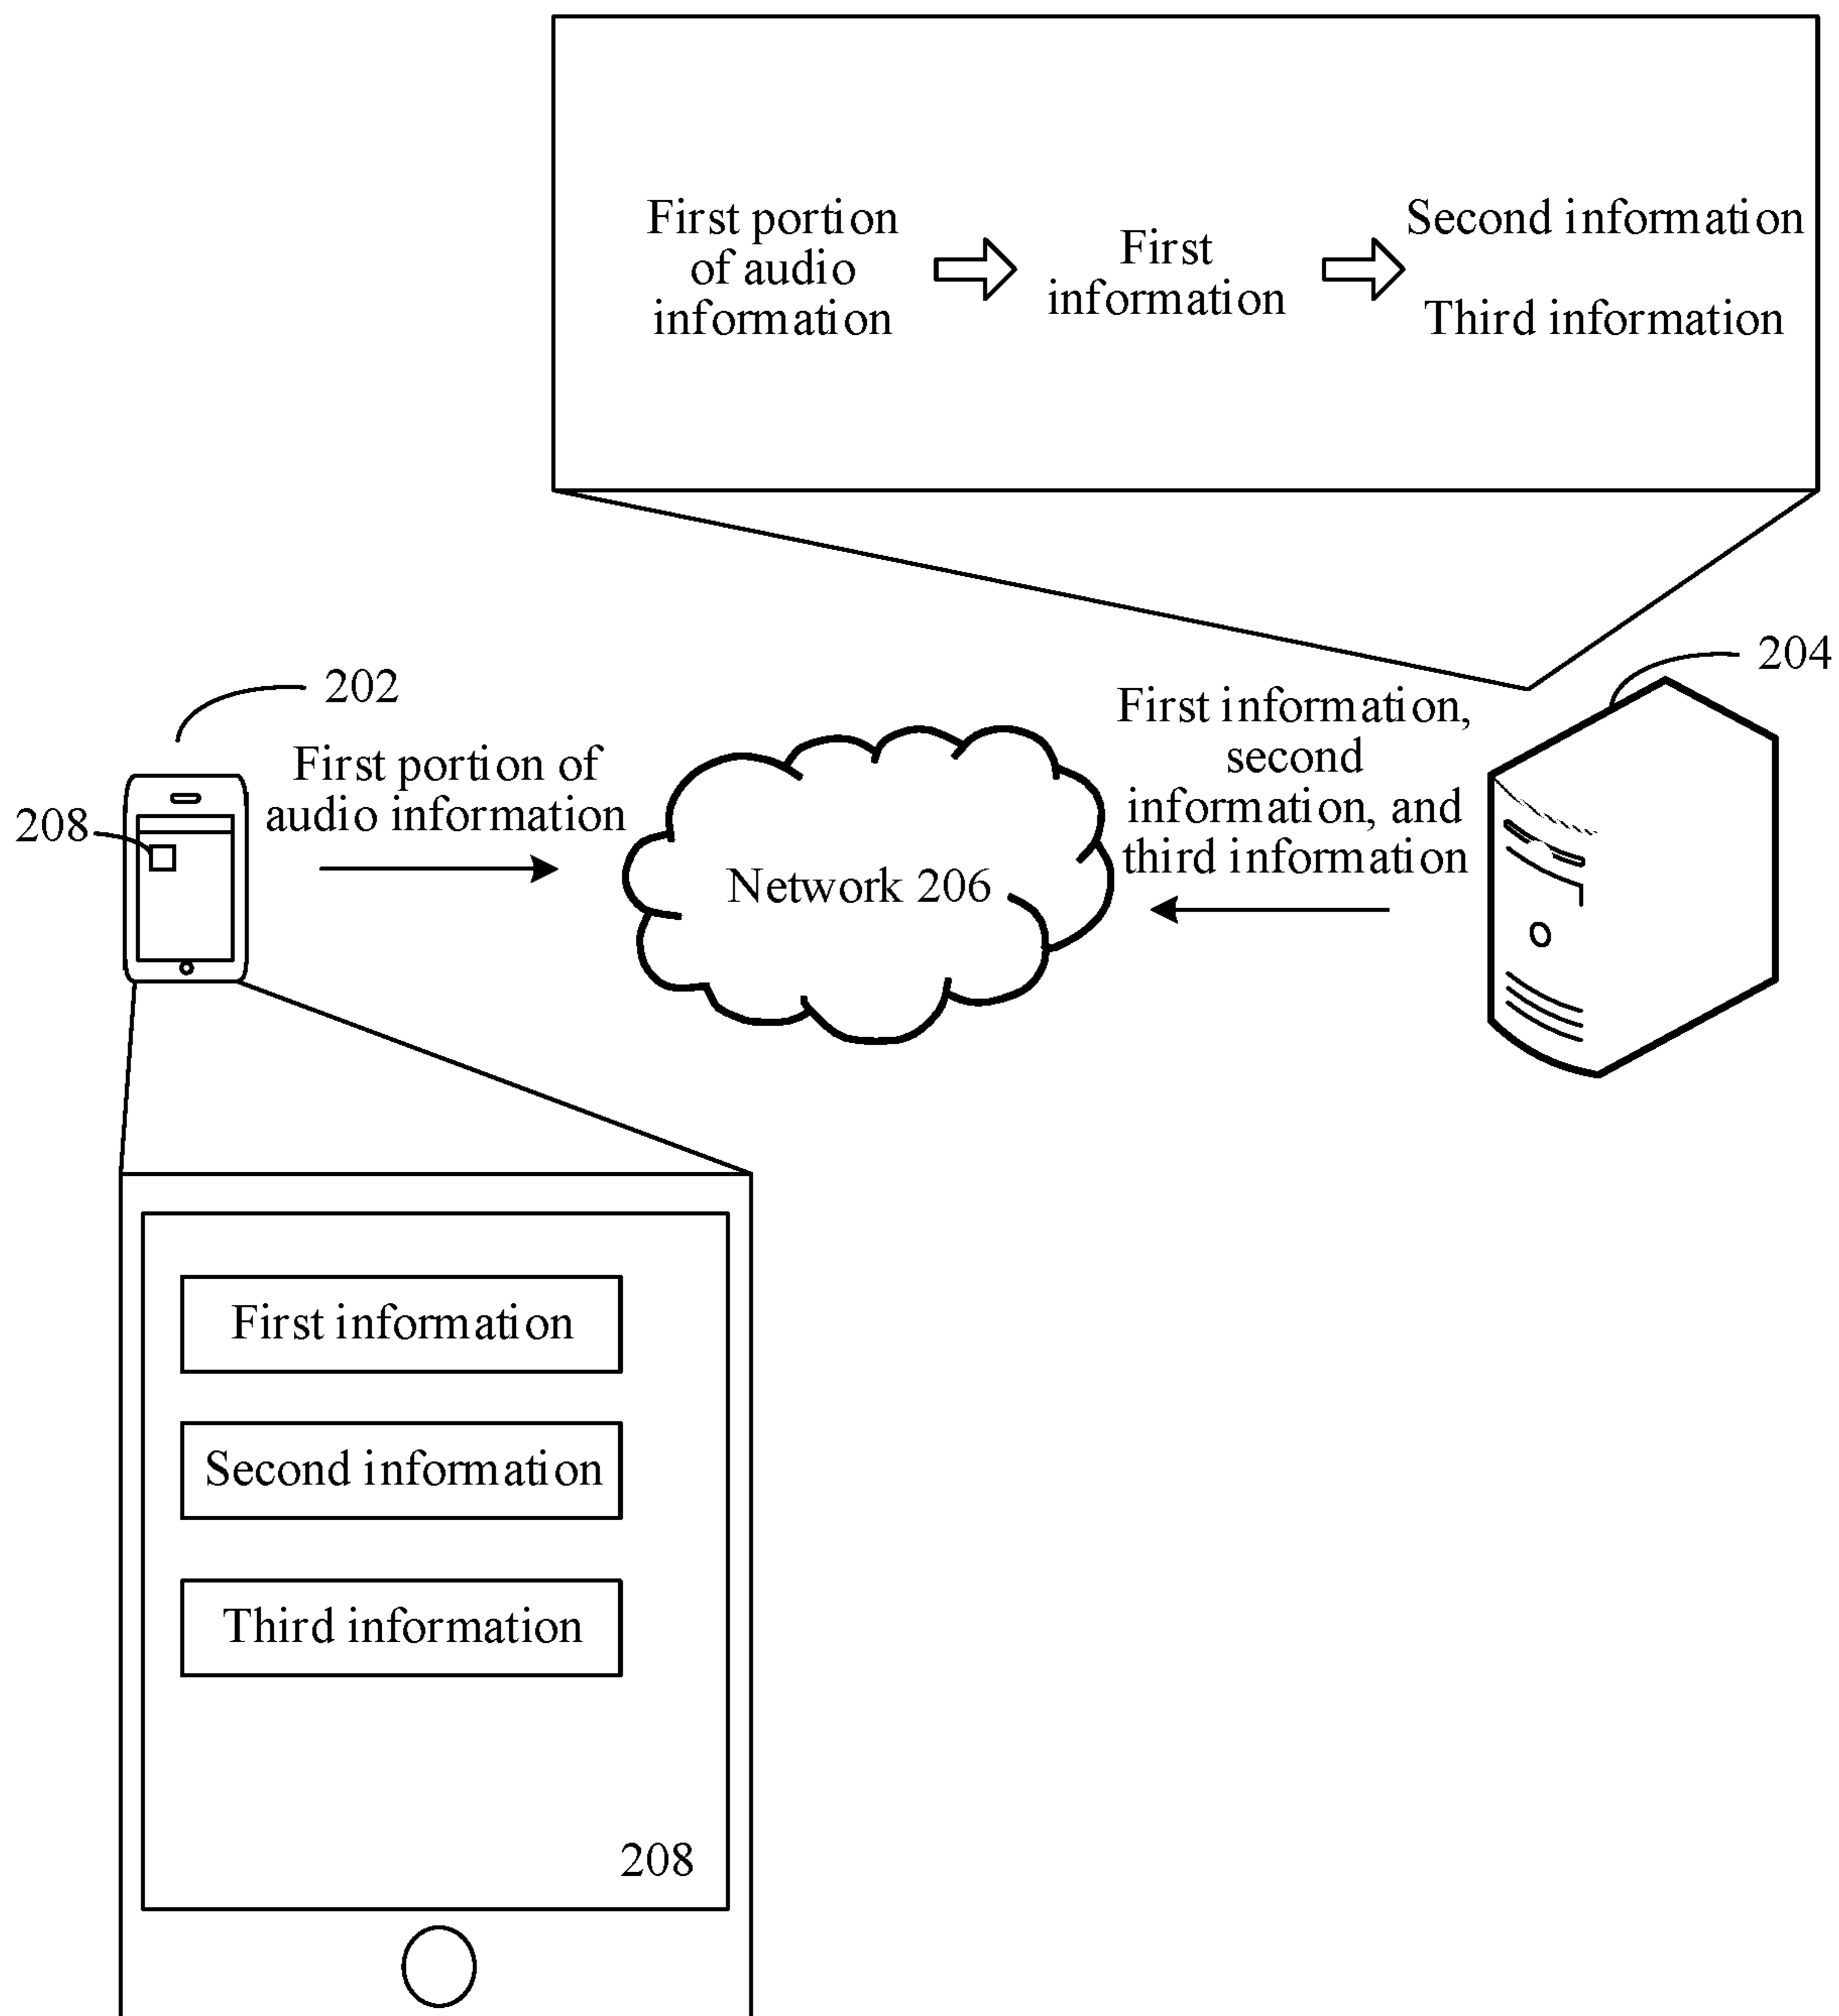 First portion
of audio
information
First
information
Second information
Third information
204
202
First portion of
audio information
208
Network 206
First information,
second
information, and
third information
First information
Second information
Third information
208